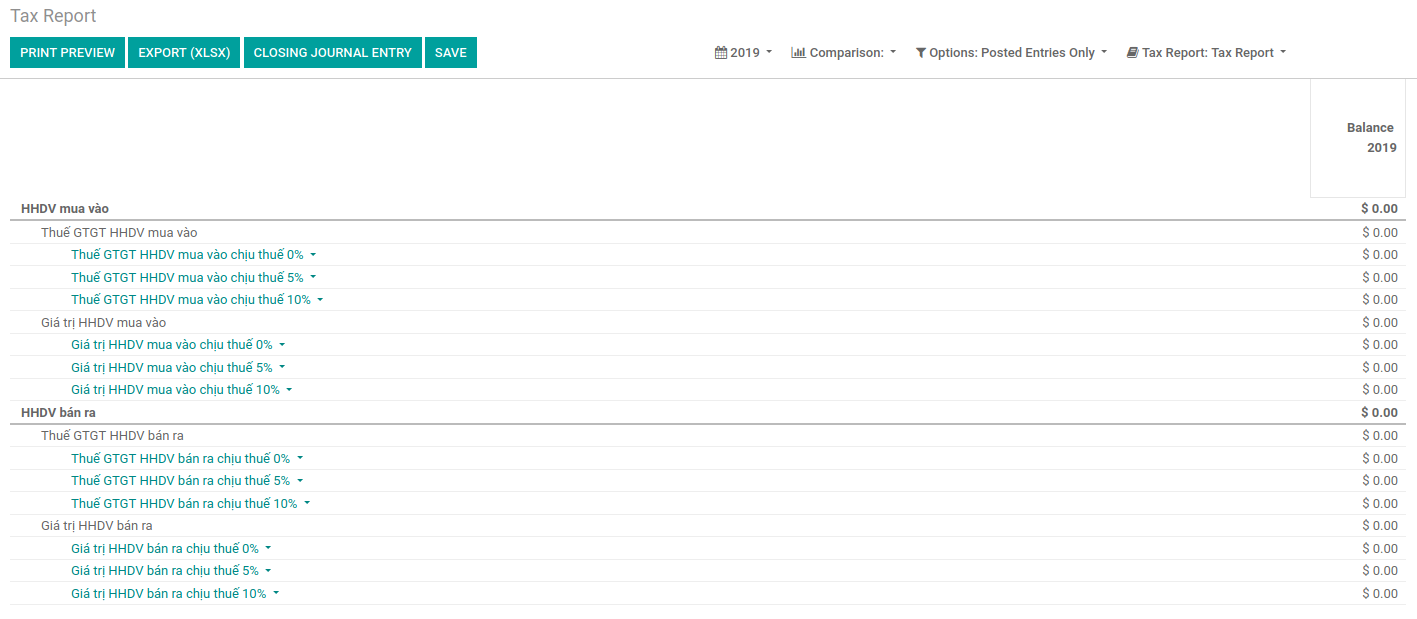 Tax Report
PRINT PREVIEW EXPORT (XLSX) CLOSING JOURNAL ENTRY SAVE 2019 Comparison: Options: Posted Entries Only Tax Report: Tax Report
Balance
2019
HHDV mua vào $ 0.00
Thuế GTGT HHDV mua vào $ 0.00
Thuế GTGT HHDV mua vào chịu thuế 0% $ 0.00
Thuế GTGT HHDV mua vào chịu thuế 5% $ 0.00
Thuế GTGT HHDV mua vào chịu thuế 10% $ 0.00
Giá trị HHDV mua vào $ 0.00
Giá trị HHDV mua vào chịu thuế 0% $ 0.00
Giá trị HHDV mua vào chịu thuế 5% $ 0.00
Giá trị HHDV mua vào chịu thuế 10% $ 0.00
HHDV bán ra $ 0.00
Thuế GTGT HHDV bán ra $ 0.00
Thuế GTGT HHDV bán ra chịu thuế 0% $ 0.00
Thuế GTGT HHDV bán ra chịu thuế 5% $ 0.00
Thuế GTGT HHDV bán ra chịu thuế 10% $ 0.00
Giá trị HHDV bán ra $ 0.00
Giá trị HHDV bán ra chịu thuế 0% $ 0.00
Giá trị HHDV bán ra chịu thuế 5% $ 0.00
Giá trị HHDV bán ra chịu thuế 10% $ 0.00